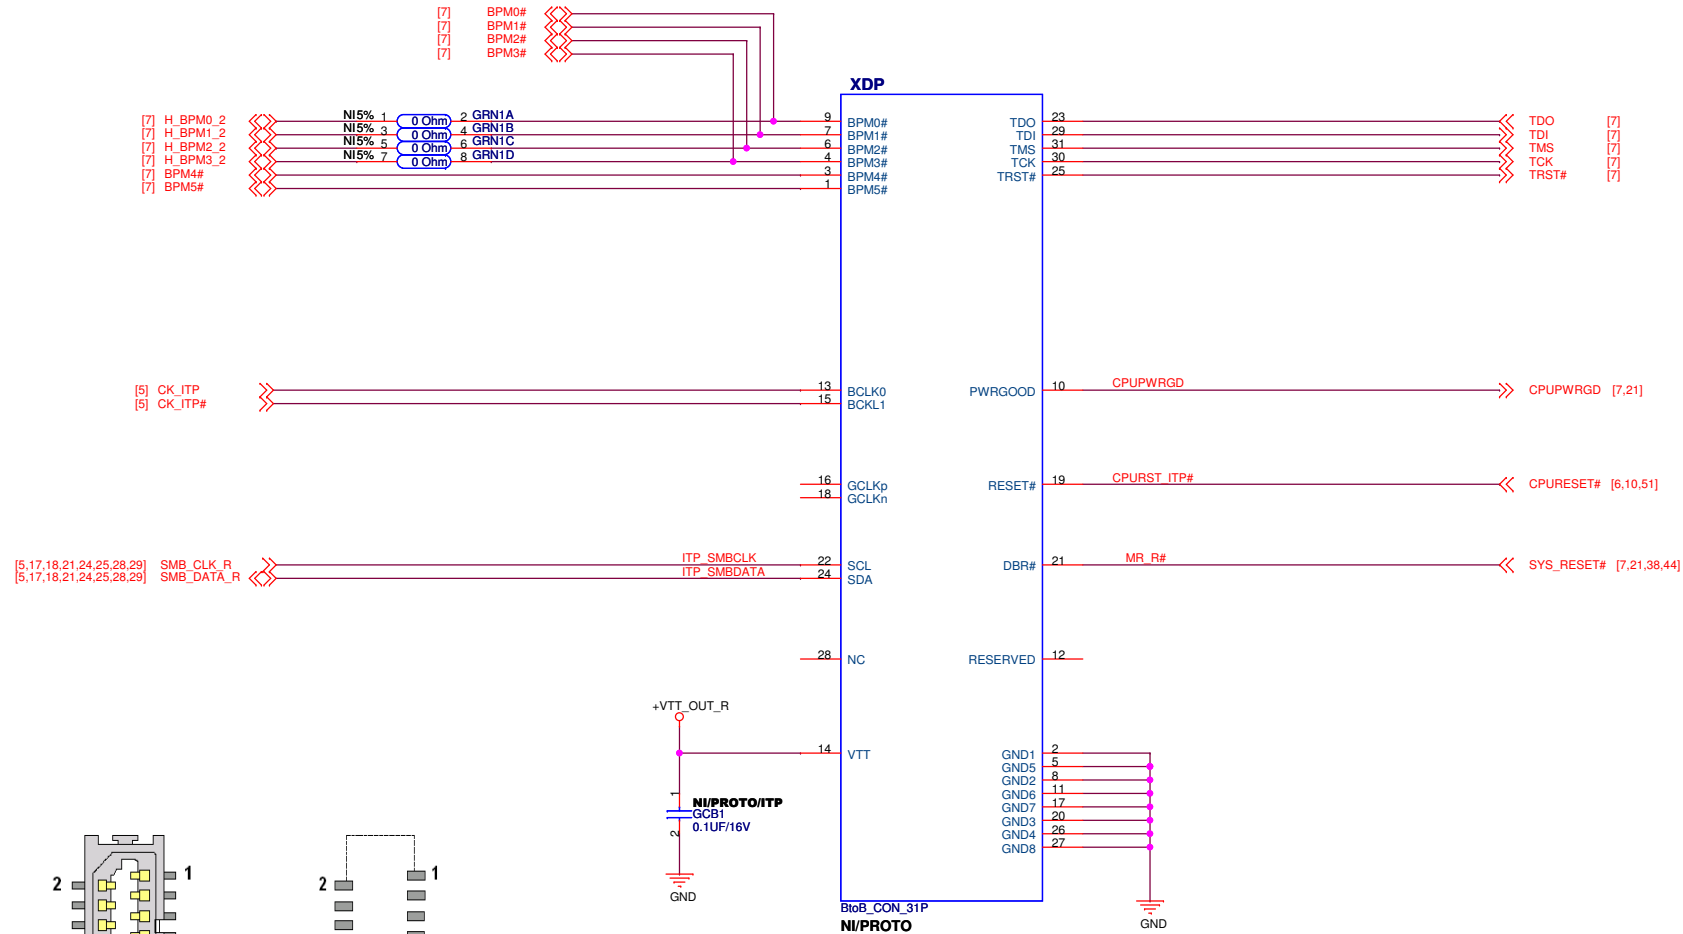 [7] BPM0#
[7] BPM1#
[7] BPM2#
[7] BPM3#
XDP
[7] H_BPM0_2 NI5% 1 0 Ohm 2 GRN1A 9 BPM0# TDO 23 TDO [7]
[7] H_BPM1_2 NI5% 3 0 Ohm 4 GRN1B 7 BPM1# TDI 29 TDI [7]
[7] H_BPM2_2 NI5% 5 0 Ohm 6 GRN1C 6 BPM2# TMS 31 TMS [7]
[7] H_BPM3_2 NI5% 7 0 Ohm 8 GRN1D 4 BPM3# TCK 30 TCK [7]
[7] BPM4# 3 BPM4# TRST# 25 TRST# [7]
[7] BPM5# 1 BPM5#
[5] CK_ITP 13 BCLK0 PWRGOOD 10 CPUPWRGD CPUPWRGD [7,21]
[5] CK_ITP# 15 BCKL1
16 GCLKp RESET# 19 CPURST_ITP# CPURESET# [6,10,51]
18 GCLKn
[5,17,18,21,24,25,28,29] SMB_CLK_R ITP_SMBCLK 22 SCL DBR# 21 MR_R# SYS_RESET# [7,21,38,44]
[5,17,18,21,24,25,28,29] SMB_DATA_R ITP_SMBDATA 24 SDA
28 NC RESERVED 12
+VTT_OUT_R
14 VTT GND1 2
GND5 5
GND2 8
GND6 11
GND7 17
GND3 20
GND4 26
GND8 27
1 NI/PROTO/ITP
GCB1
2 0.1UF/16V
GND
GND
BtoB_CON_31P
NI/PROTO
2 1
2 1